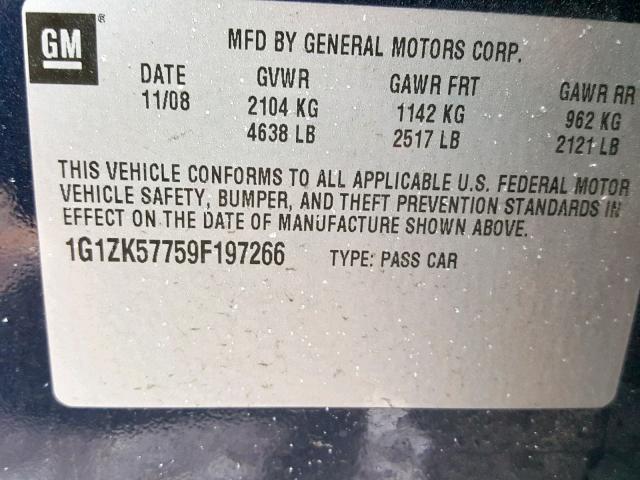 GM ®
MFD BY GENERAL MOTORS CORP.
DATE GVWR GAWR FRT GAWR RR
11/08 2104 KG 1142 KG 962 KG
4638 LB 2517 LB 2121 LB
THIS VEHICLE CONFORMS TO ALL APPLICABLE U.S. FEDERAL MOTOR
VEHICLE SAFETY, BUMPER, AND THEFT PREVENTION STANDARDS IN
EFFECT ON THE DATE OF MANUFACTURE SHOWN ABOVE.
1G1ZK57759F197266 TYPE: PASS CAR